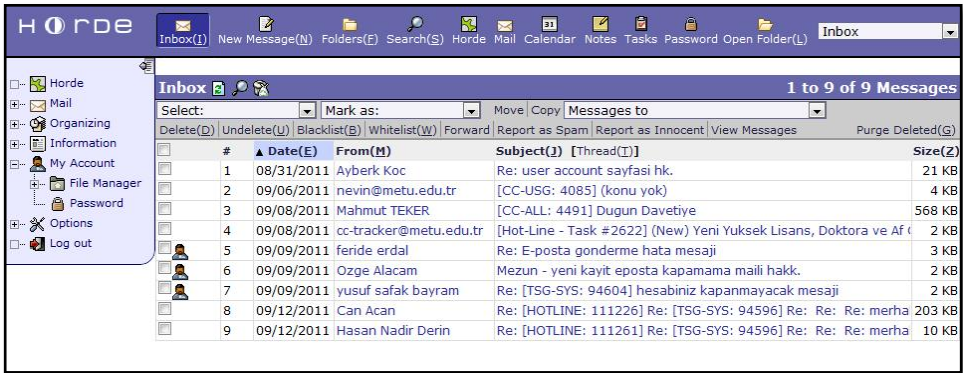 HORDE
Inbox(I) New Message(N) Folders(F) Search(S) Horde Mail Calendar Notes Tasks Password Open Folder(L) Inbox
31
Horde
Mail
Organizing
Information
My Account
File Manager
Password
Options
Log out
Inbox 1 to 9 of 9 Messages
Select: Mark as: Move Copy Messages to
Delete(D) Undelete(U) Blacklist(B) Whitelist(W) Forward Report as Spam Report as Innocent View Messages Purge Deleted(G)
# ▲ Date(E) From(M) Subject(J) [Thread(T)] Size(Z)
1 08/31/2011 Ayberk Koc Re: user account sayfasi hk. 21 KB
2 09/06/2011 nevin@metu.edu.tr [CC-USG: 4085] (konu yok) 4 KB
3 09/08/2011 Mahmut TEKER [CC-ALL: 4491] Dugun Davetiye 568 KB
4 09/08/2011 cc-tracker@metu.edu.tr [Hot-Line - Task #2622] (New) Yeni Yuksek Lisans, Doktora ve Af 2 KB
5 09/09/2011 feride erdal Re: E-posta gonderme hata mesaji 3 KB
6 09/09/2011 Ozge Alacam Mezun - yeni kayit eposta kapamama maili hakk. 2 KB
7 09/09/2011 yusuf safak bayram Re: [TSG-SYS: 94604] hesabiniz kapanmayacak mesaji 2 KB
8 09/12/2011 Can Acan Re: [HOTLINE: 111226] Re: [TSG-SYS: 94596] Re: Re: Re: merha 203 KB
9 09/12/2011 Hasan Nadir Derin Re: [HOTLINE: 111261] Re: [TSG-SYS: 94596] Re: Re: Re: merha 10 KB